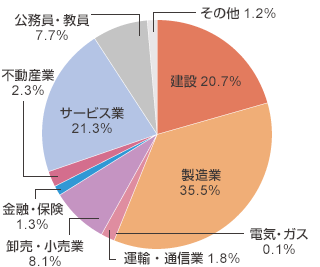 その他 1.2%
公務員・教員
7.7%
建設 20.7%
不動産業
2.3%
サービス業
21.3%
製造業
35.5%
金融・保険
1.3%
電気・ガス
0.1%
卸売・小売業
8.1%
運輸・通信業 1.8%